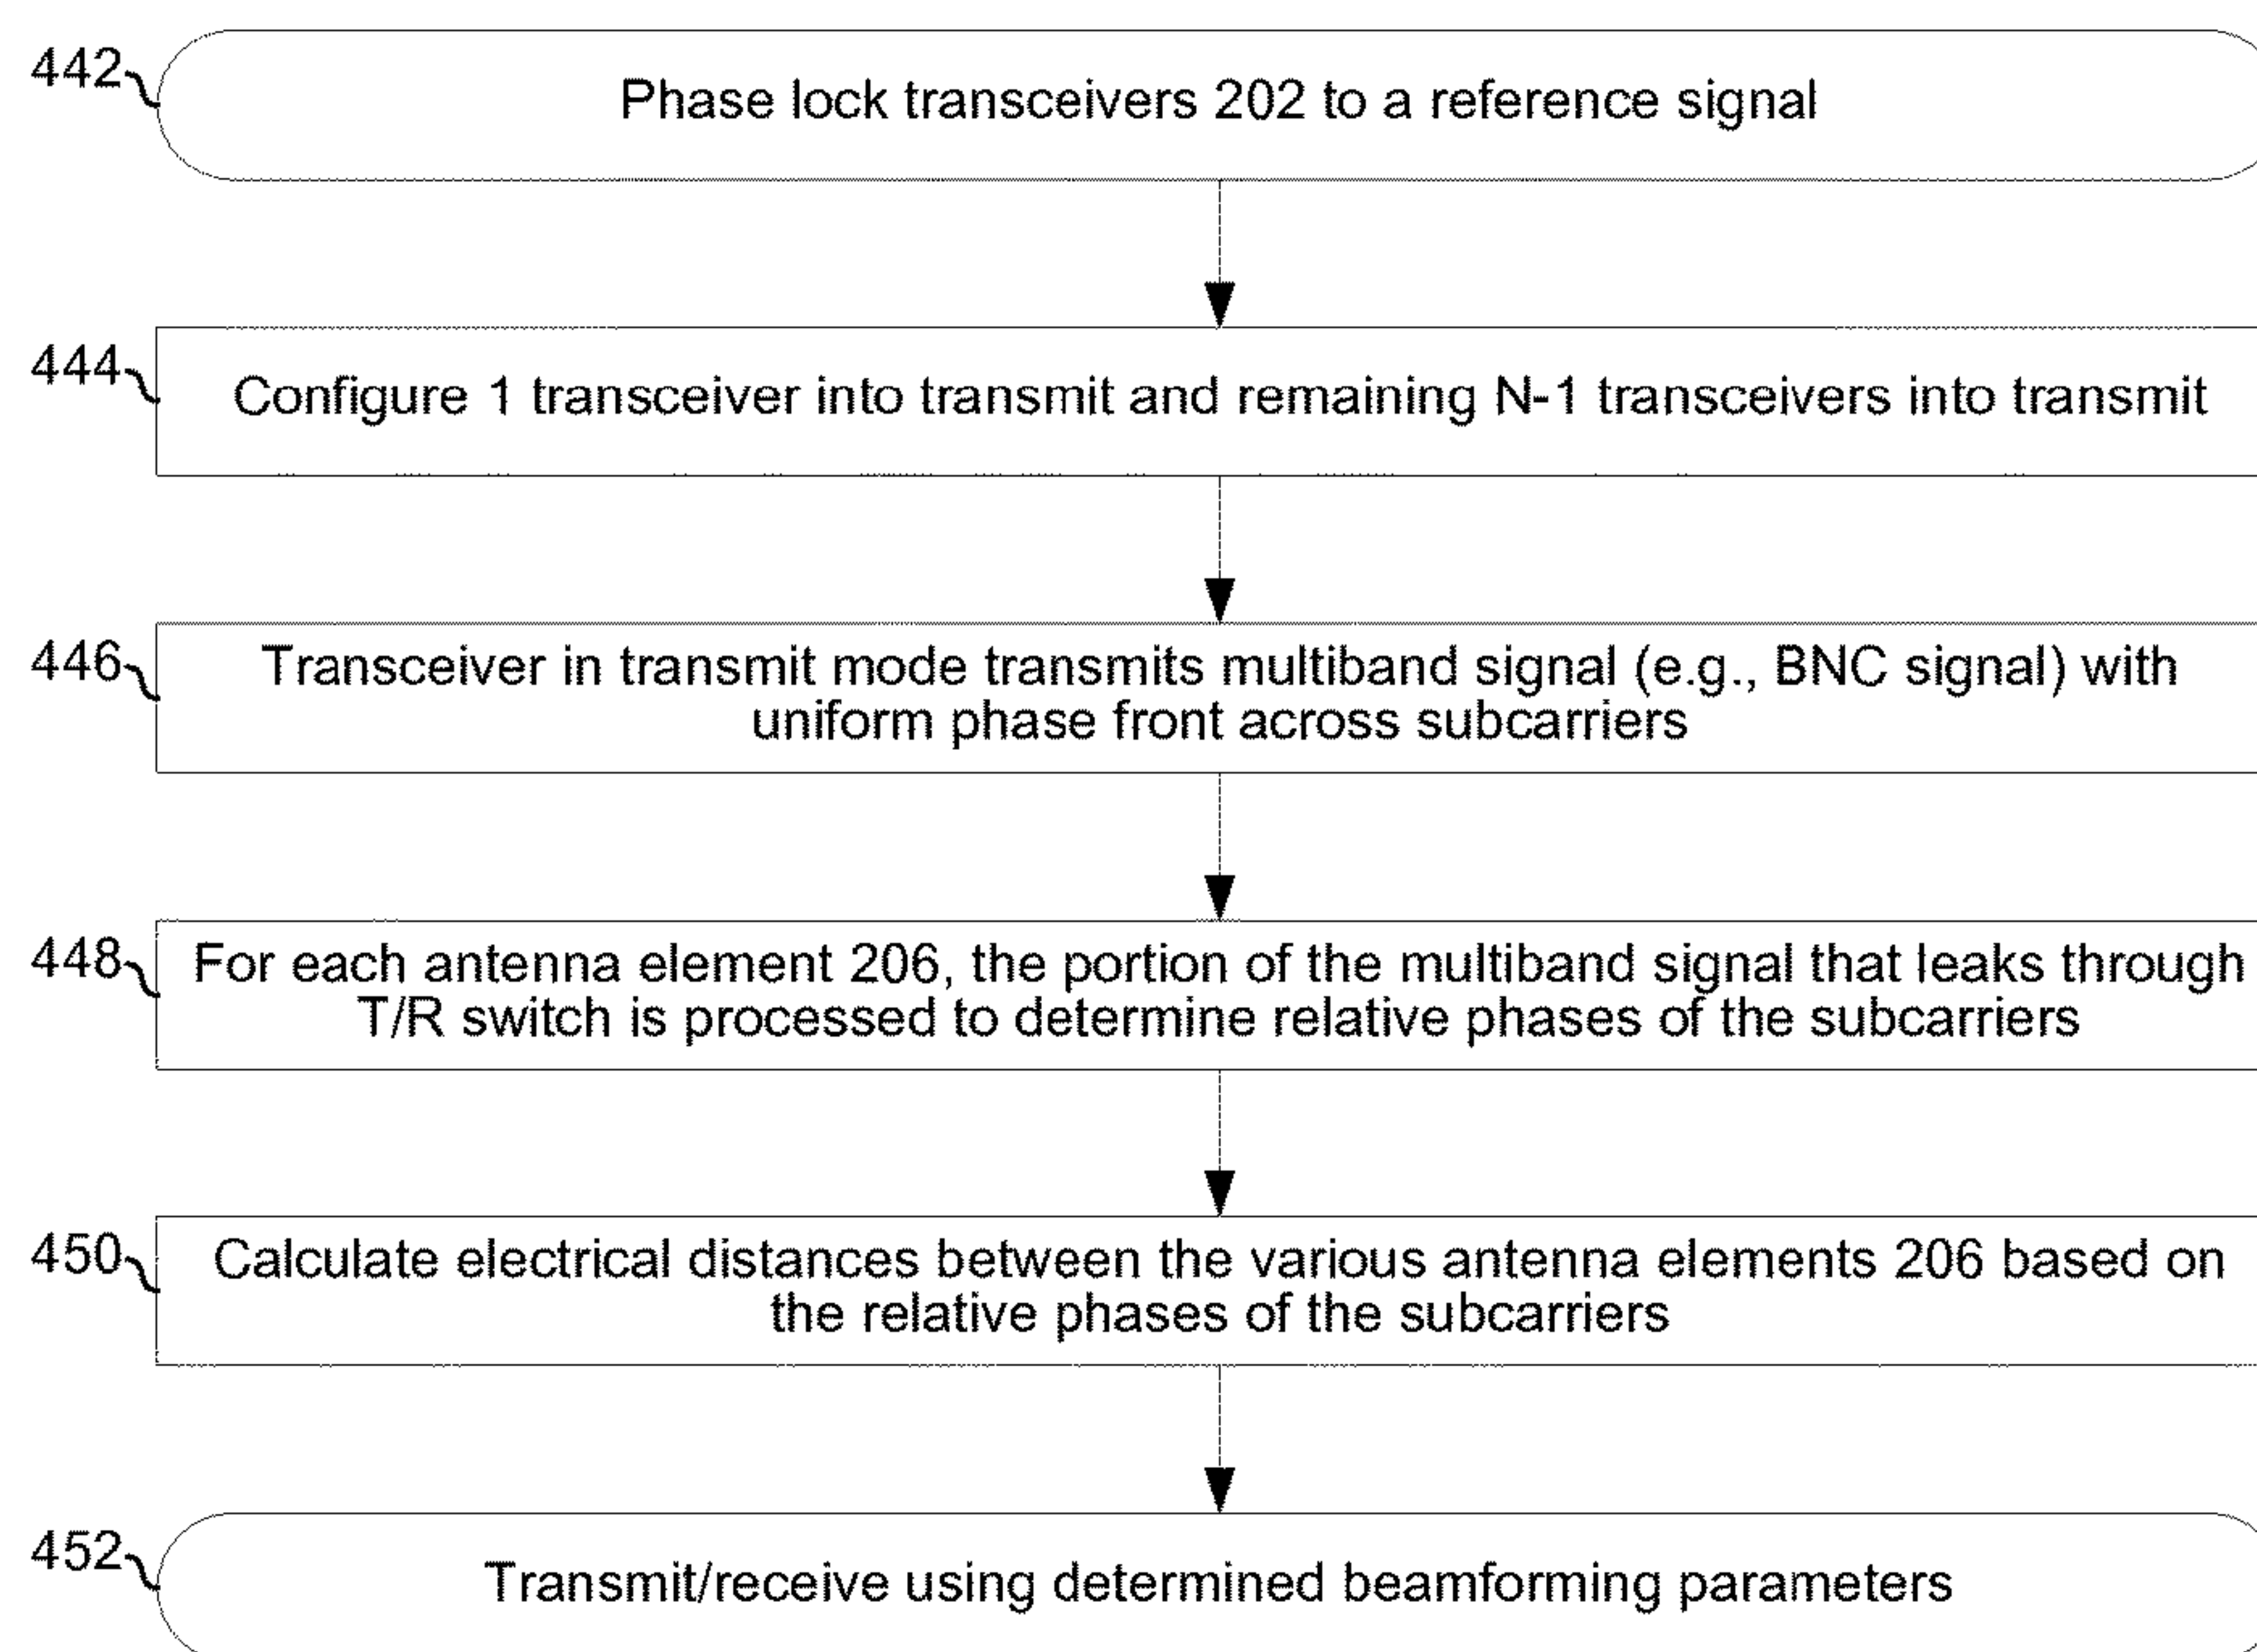 442
Phase lock transceivers 202 to a reference signal
444
Configure 1 transceiver into transmit and remaining N-1 transceivers into transmit
446
Transceiver in transmit mode transmits multiband signal (e.g., BNC signal) with
uniform phase front across subcarriers
448
For each antenna element 206, the portion of the multiband signal that leaks through
T/R switch is processed to determine relative phases of the subcarriers
450
Calculate electrical distances between the various antenna elements 206 based on
the relative phases of the subcarriers
452
Transmit/receive using determined beamforming parameters